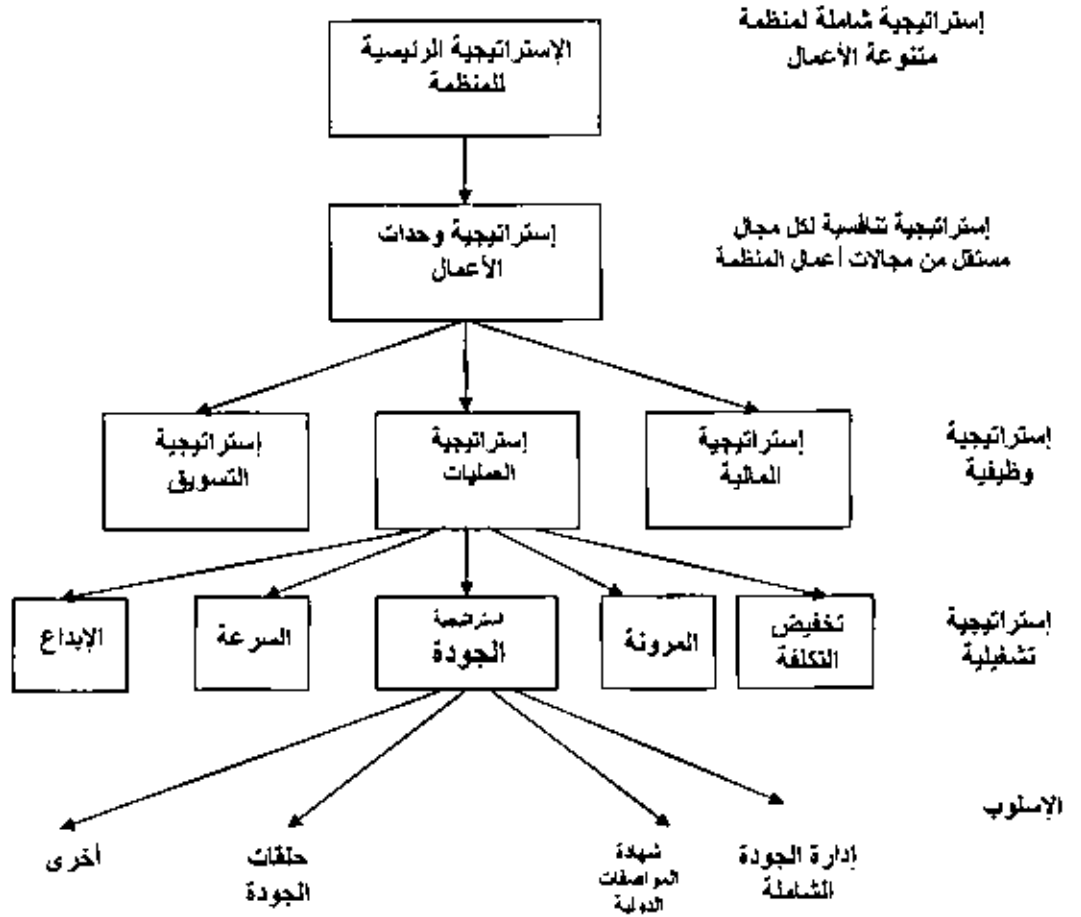 إستراتيجية شاملة لمنظمة
متنوعة الأعمال
الإستراتيجية الرئيسية
للمنظمة
إستراتيجية تنافسية لكل مجال
مستقل من مجالات أعمال المنظمة
إستراتيجية وحدات
الأعمال
إستراتيجية
وظيفية
إستراتيجية
المالية
إستراتيجية
العمليات
إستراتيجية
التسويق
إستراتيجية
تشغيلية
تخفيض
التكلفة
المرونة
استراتيجية
الجودة
السرعة
الإبداع
الإسلوب
إدارة الجودة
الشاملة
شهادة
المواصفات
الدولية
حلقات
الجودة
أخرى